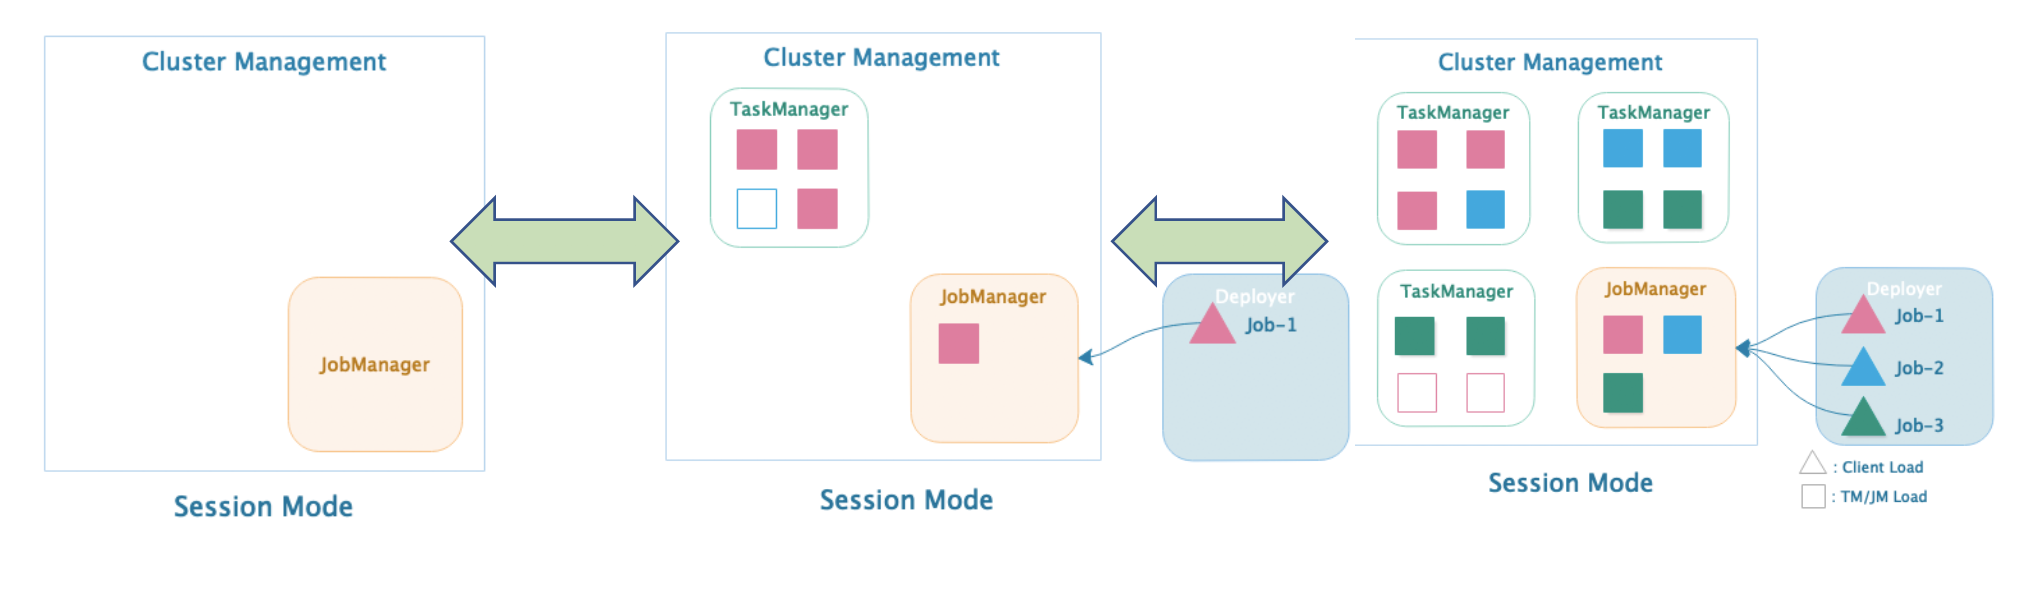 Cluster Management
JobManager
Session Mode
Cluster Management
TaskManager
JobManager
Deployer
Job-1
Session Mode
Cluster Management
TaskManager
TaskManager
TaskManager
JobManager
Deployer
Job-1
Job-2
Job-3
: Client Load
: TM/JM Load
Session Mode